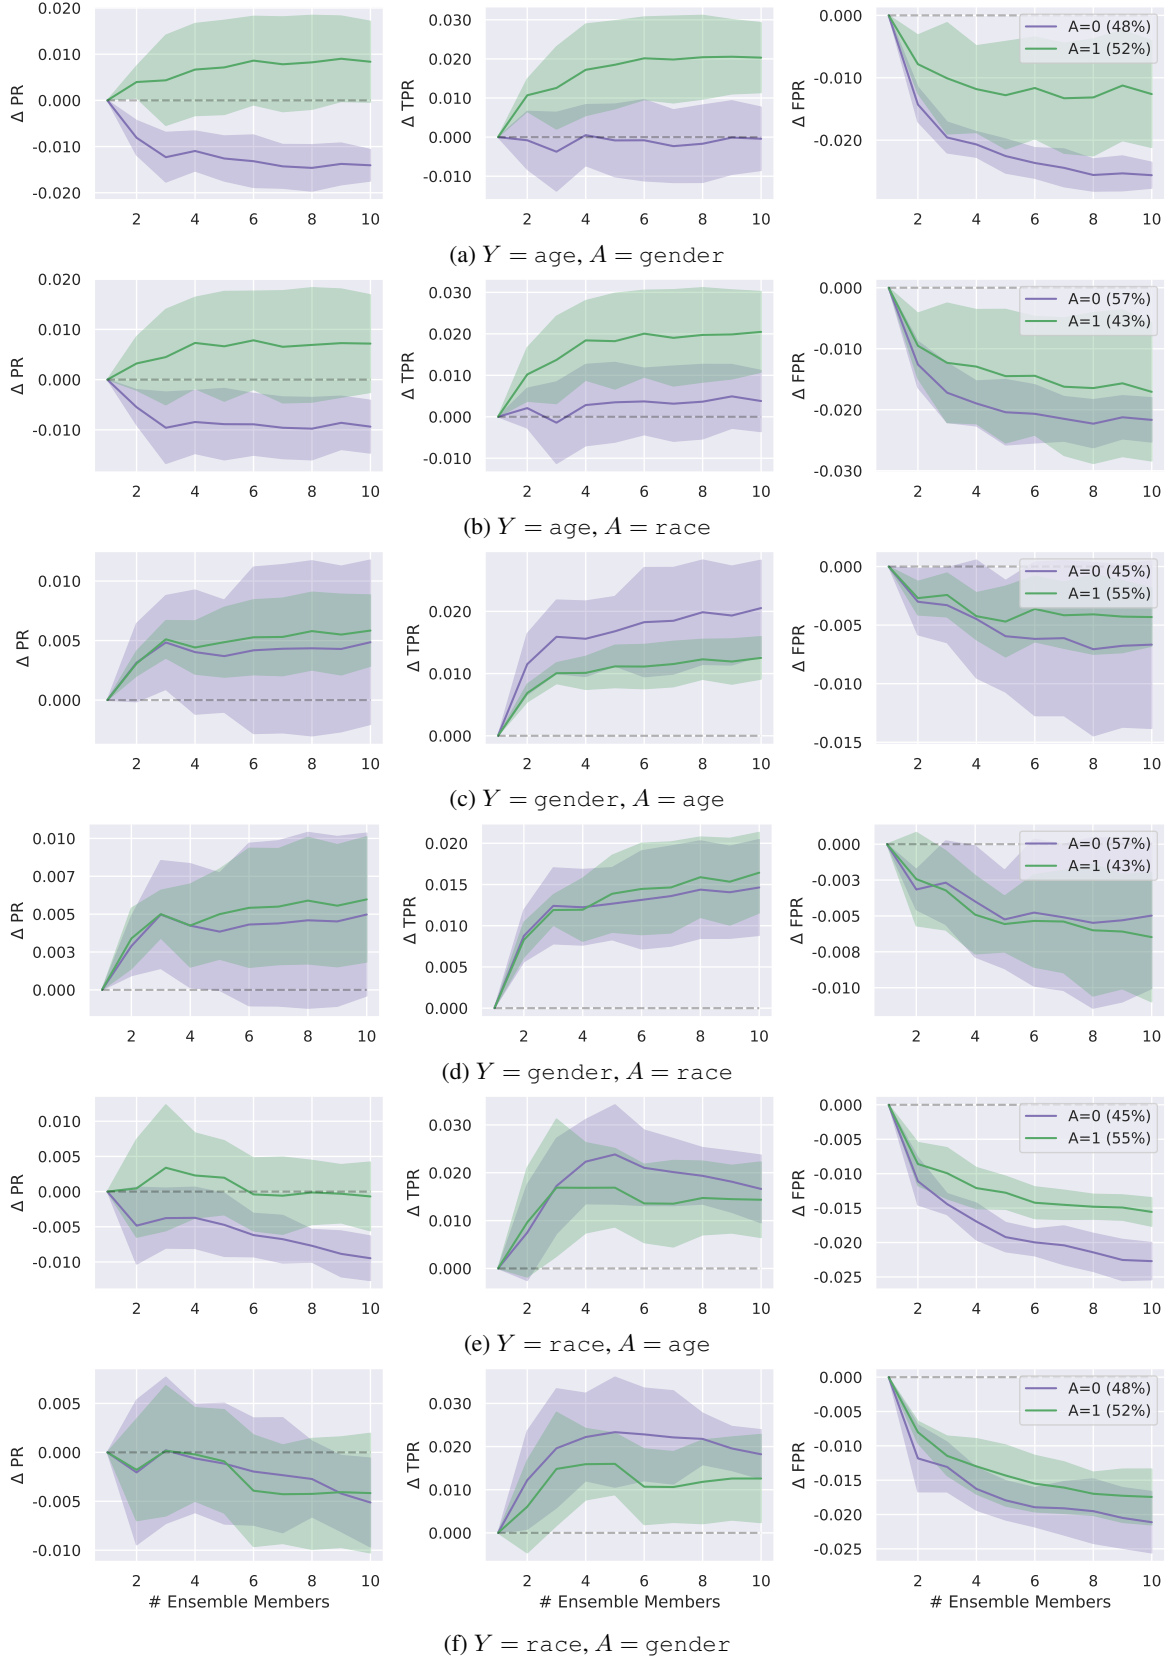 0.020
0.010
0.000
-0.010
-0.020
Δ PR
2 4 6 8 10
0.030
0.020
0.010
0.000
-0.010
Δ TPR
2 4 6 8 10
0.000
-0.010
-0.020
Δ FPR
2 4 6 8 10
A=0 (48%)
A=1 (52%)
(a) Y = age, A = gender
0.020
0.010
0.000
-0.010
Δ PR
2 4 6 8 10
0.030
0.020
0.010
0.000
-0.010
Δ TPR
2 4 6 8 10
0.000
-0.010
-0.020
-0.030
Δ FPR
2 4 6 8 10
A=0 (57%)
A=1 (43%)
(b) Y = age, A = race
0.010
0.005
0.000
Δ PR
2 4 6 8 10
0.020
0.010
0.000
Δ TPR
2 4 6 8 10
0.000
-0.005
-0.010
-0.015
Δ FPR
2 4 6 8 10
A=0 (45%)
A=1 (55%)
(c) Y = gender, A = age
0.010
0.007
0.005
0.003
0.000
Δ PR
2 4 6 8 10
0.020
0.015
0.010
0.005
0.000
Δ TPR
2 4 6 8 10
0.000
-0.003
-0.005
-0.008
-0.010
Δ FPR
2 4 6 8 10
A=0 (57%)
A=1 (43%)
(d) Y = gender, A = race
0.010
0.005
0.000
-0.005
-0.010
Δ PR
2 4 6 8 10
0.030
0.020
0.010
0.000
Δ TPR
2 4 6 8 10
0.000
-0.005
-0.010
-0.015
-0.020
-0.025
Δ FPR
2 4 6 8 10
A=0 (45%)
A=1 (55%)
(e) Y = race, A = age
0.005
0.000
-0.005
-0.010
Δ PR
2 4 6 8 10
# Ensemble Members
0.030
0.020
0.010
0.000
Δ TPR
2 4 6 8 10
# Ensemble Members
0.000
-0.005
-0.010
-0.015
-0.020
-0.025
Δ FPR
2 4 6 8 10
# Ensemble Members
A=0 (48%)
A=1 (52%)
(f) Y = race, A = gender